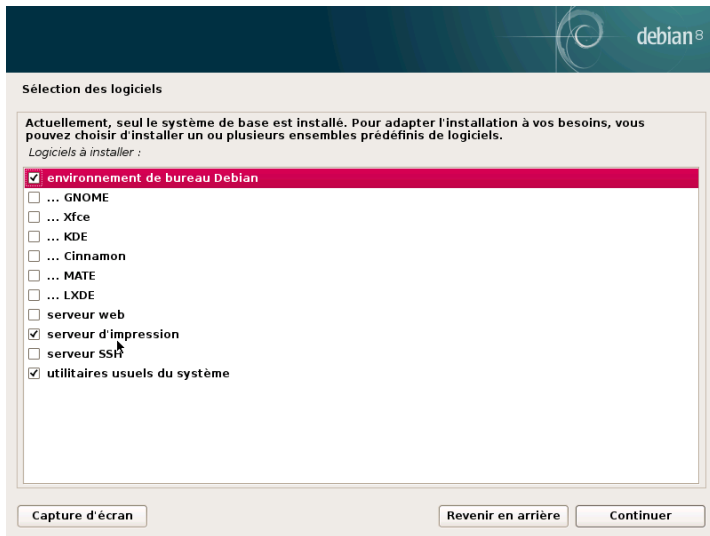 debian 8
Sélection des logiciels
Actuellement, seul le système de base est installé. Pour adapter l'installation à vos besoins, vous
pouvez choisir d'installer un ou plusieurs ensembles prédéfinis de logiciels.
Logiciels à installer :
environnement de bureau Debian
... GNOME
... Xfce
... KDE
... Cinnamon
... MATE
... LXDE
serveur web
serveur d'impression
serveur SSH
utilitaires usuels du système
Capture d'écran
Revenir en arrière
Continuer